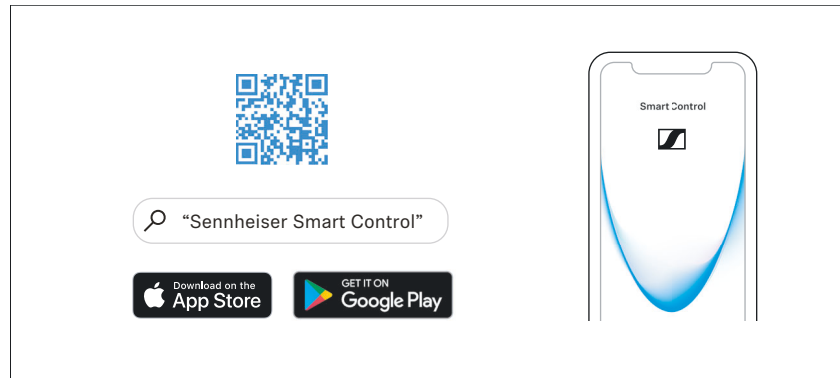 “Sennheiser Smart Control”
Download on the
App Store
GET IT ON
Google Play
Smart Control